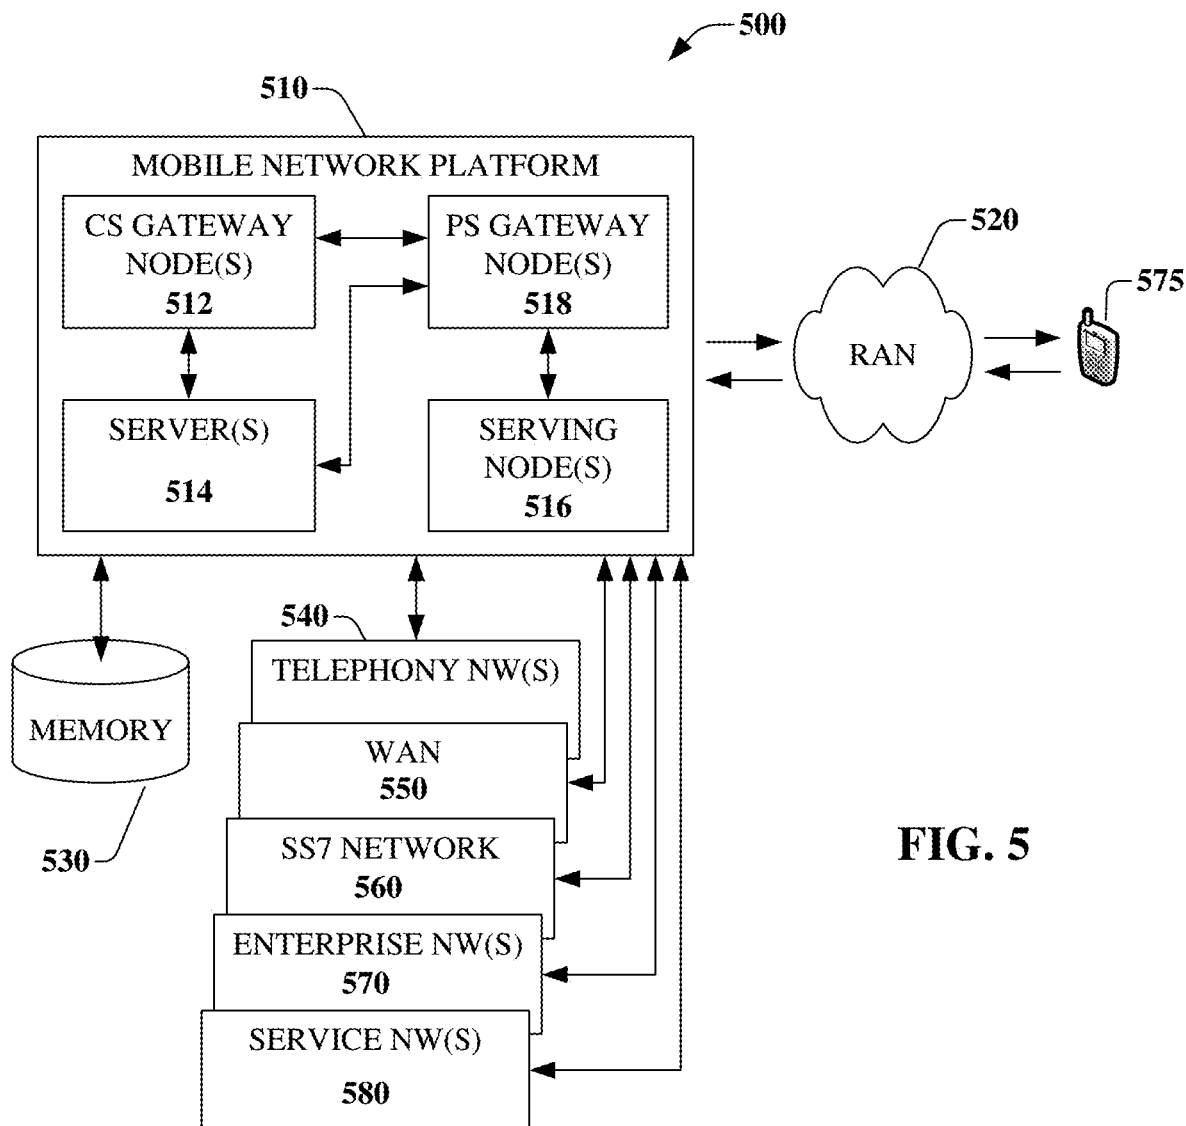 500
510
MOBILE NETWORK PLATFORM
CS GATEWAY
NODE(S)
512
PS GATEWAY
NODE(S)
518
SERVER(S)
514
SERVING
NODE(S)
516
520
RAN
575
540
TELEPHONY NW(S)
MEMORY
530
WAN
550
SS7 NETWORK
560
ENTERPRISE NW(S)
570
SERVICE NW(S)
580
FIG. 5